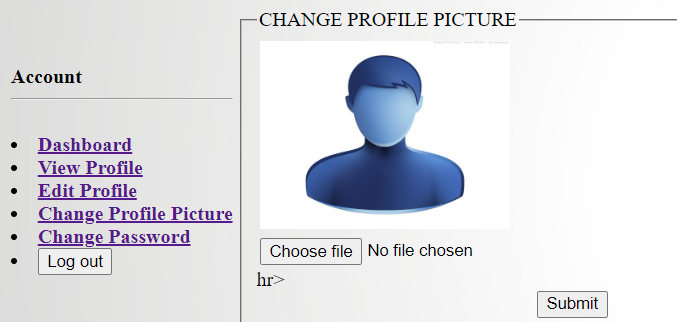 CHANGE PROFILE PICTURE
Account
Dashboard
View Profile
Edit Profile
Change Profile Picture
Change Password
Log out
Choose file No file chosen
hr>
Submit